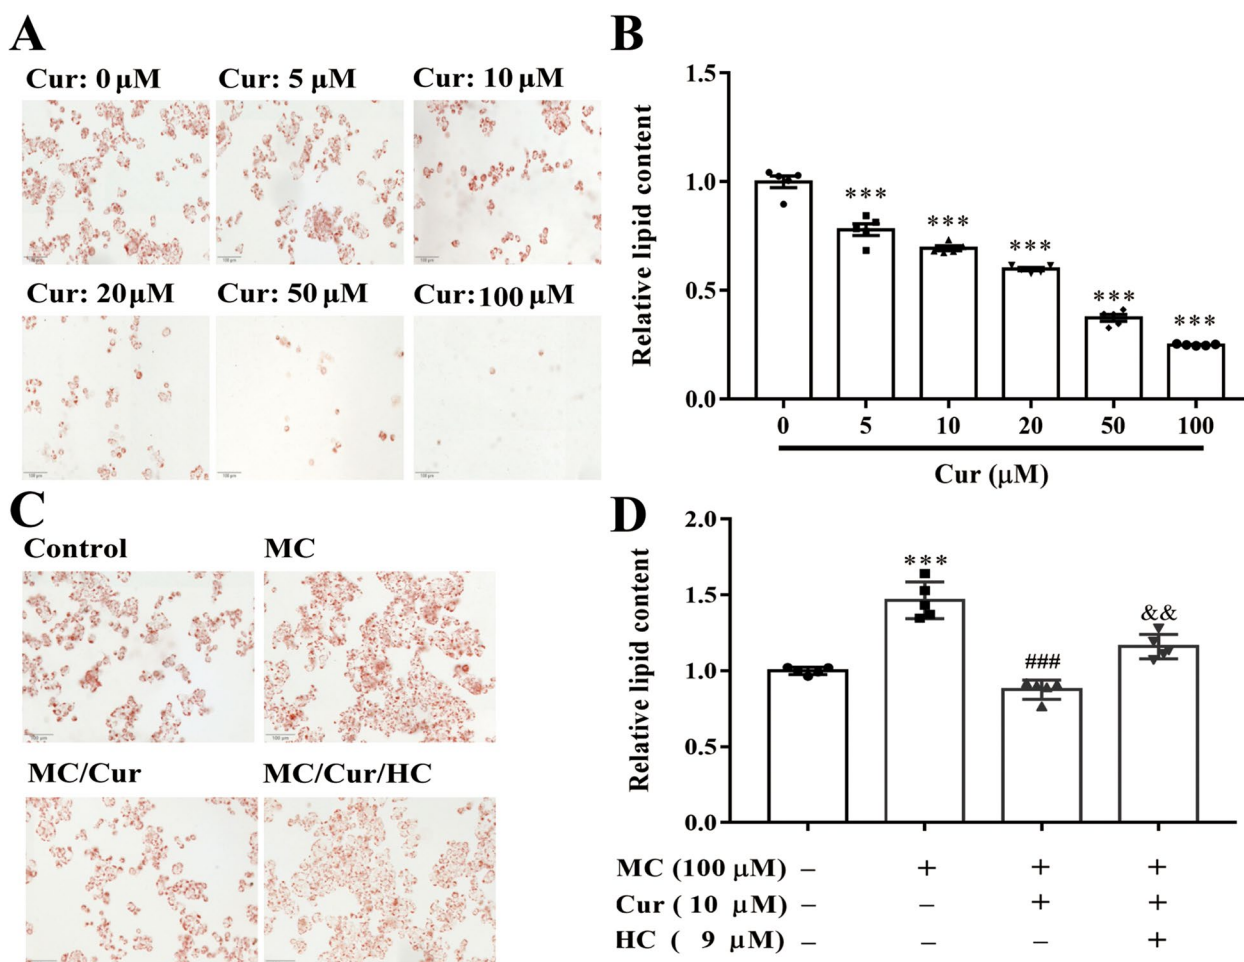 A
Cur: 0 μM
Cur: 5 μM
Cur: 10 μM
Cur: 20 μM
Cur: 50 μM
Cur: 100 μM
B
Relative lipid content
1.5
1.0
0.5
0.0
***
***
***
***
***
0 5 10 20 50 100
Cur (μM)
C
Control
MC
MC/Cur
MC/Cur/HC
D
Relative lipid content
2.0
1.5
1.0
0.5
0.0
***
###
&&
MC (100 μM) – + + +
Cur ( 10 μM) – – + +
HC ( 9 μM) – – – +